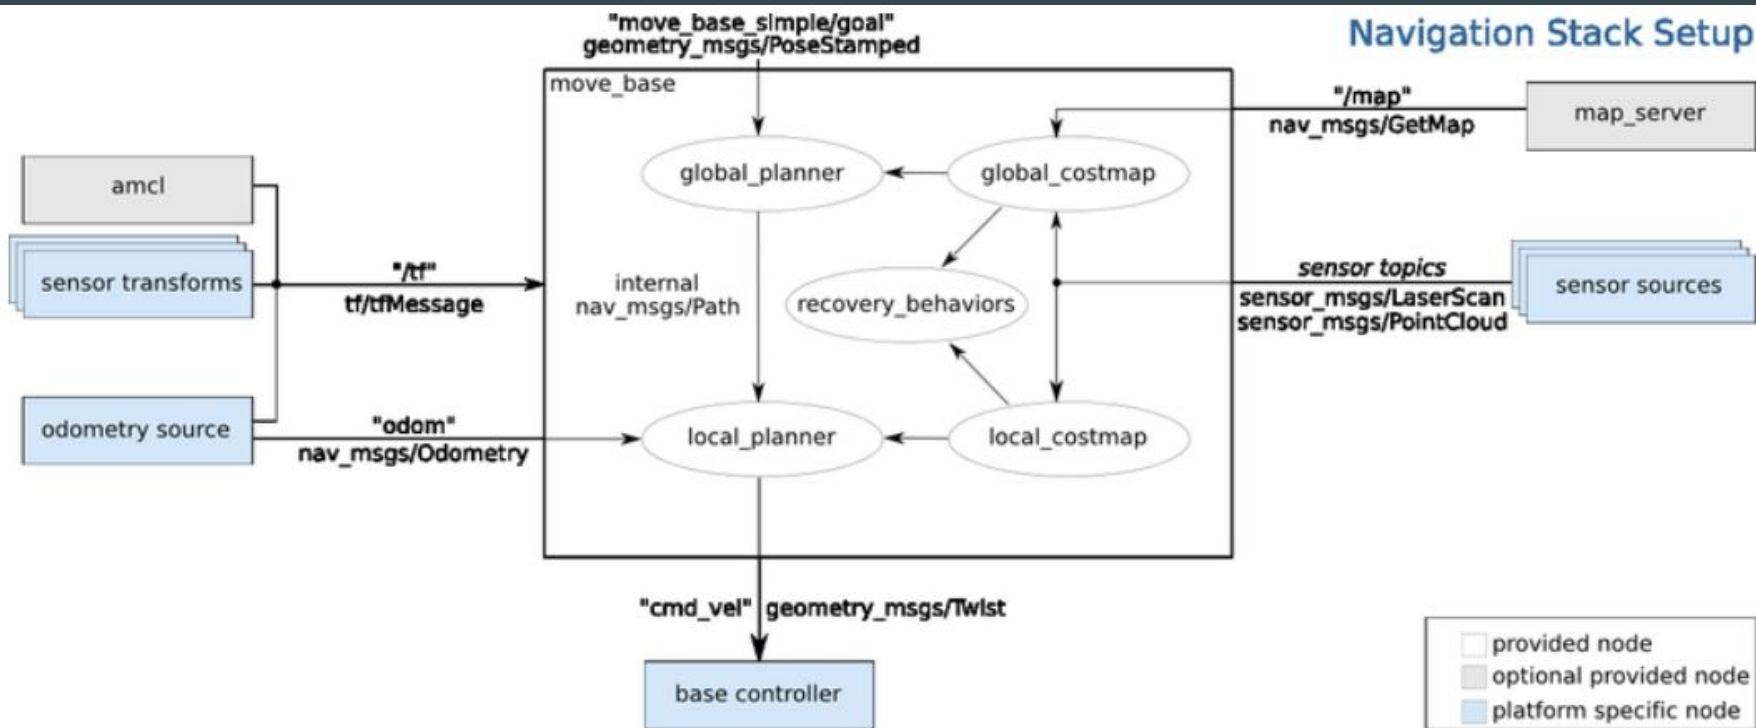 "move_base_simple/goal"
geometry_msgs/PoseStamped
Navigation Stack Setup
move_base
"/map"
nav_msgs/GetMap
map_server
global_planner
global_costmap
amcl
sensor transforms
"/tf"
tf/tfMessage
internal
nav_msgs/Path
recovery_behaviors
sensor topics
sensor_msgs/LaserScan
sensor_msgs/PointCloud
sensor sources
odometry source
"odom"
nav_msgs/Odometry
local_planner
local_costmap
"cmd_vel" geometry_msgs/Twist
base controller
provided node
optional provided node
platform specific node